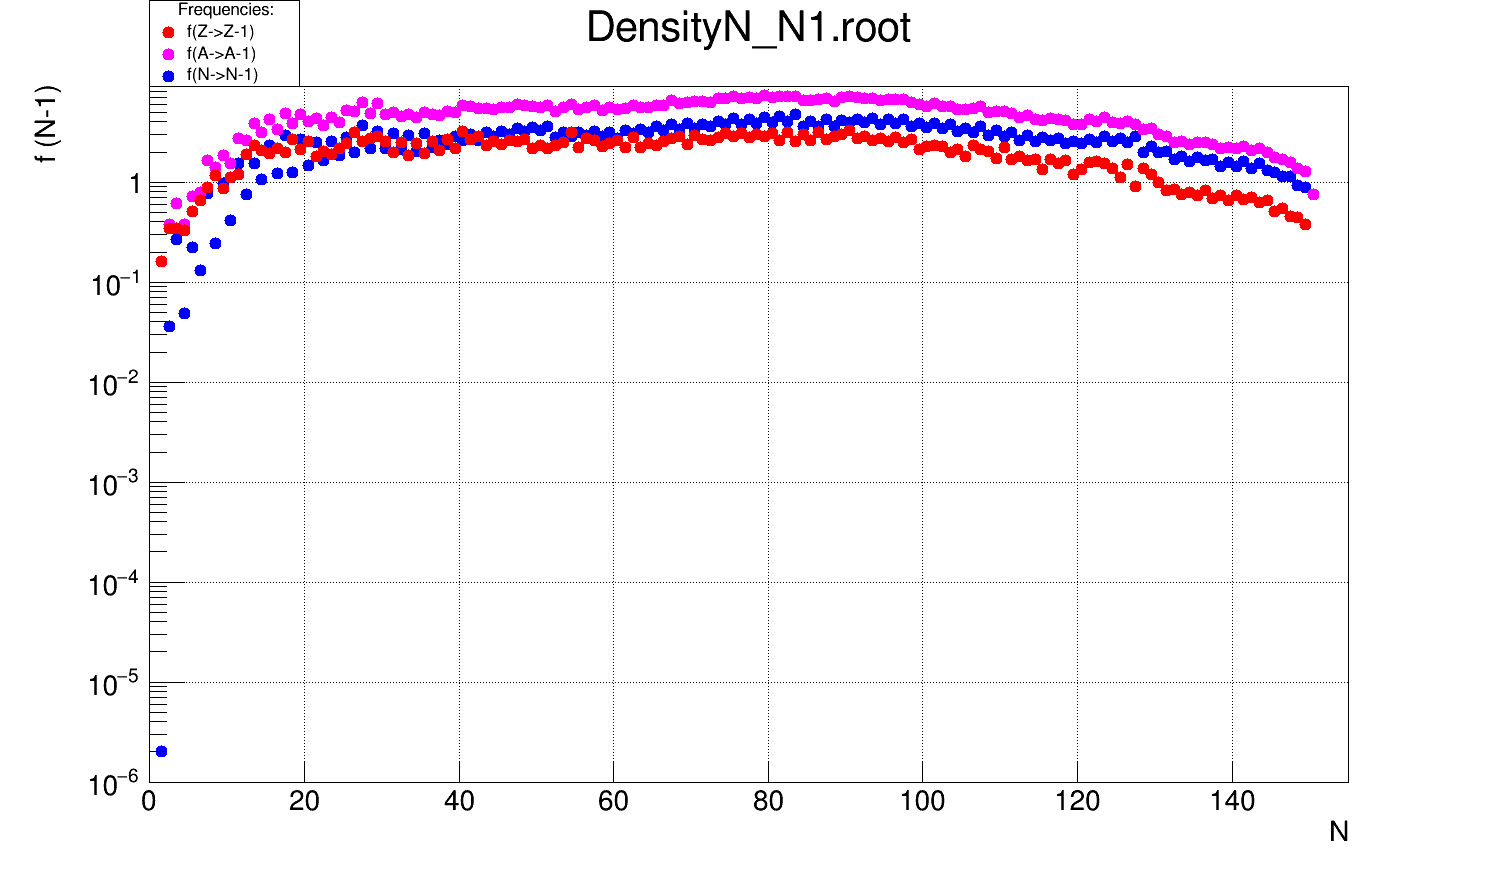 DensityN_N1.root
Frequencies:
f(Z->Z-1)
f(A->A-1)
f(N->N-1)
f (N-1)
1
10−1
10−2
10−3
10−4
10−5
10−6
0 20 40 60 80 100 120 140
N